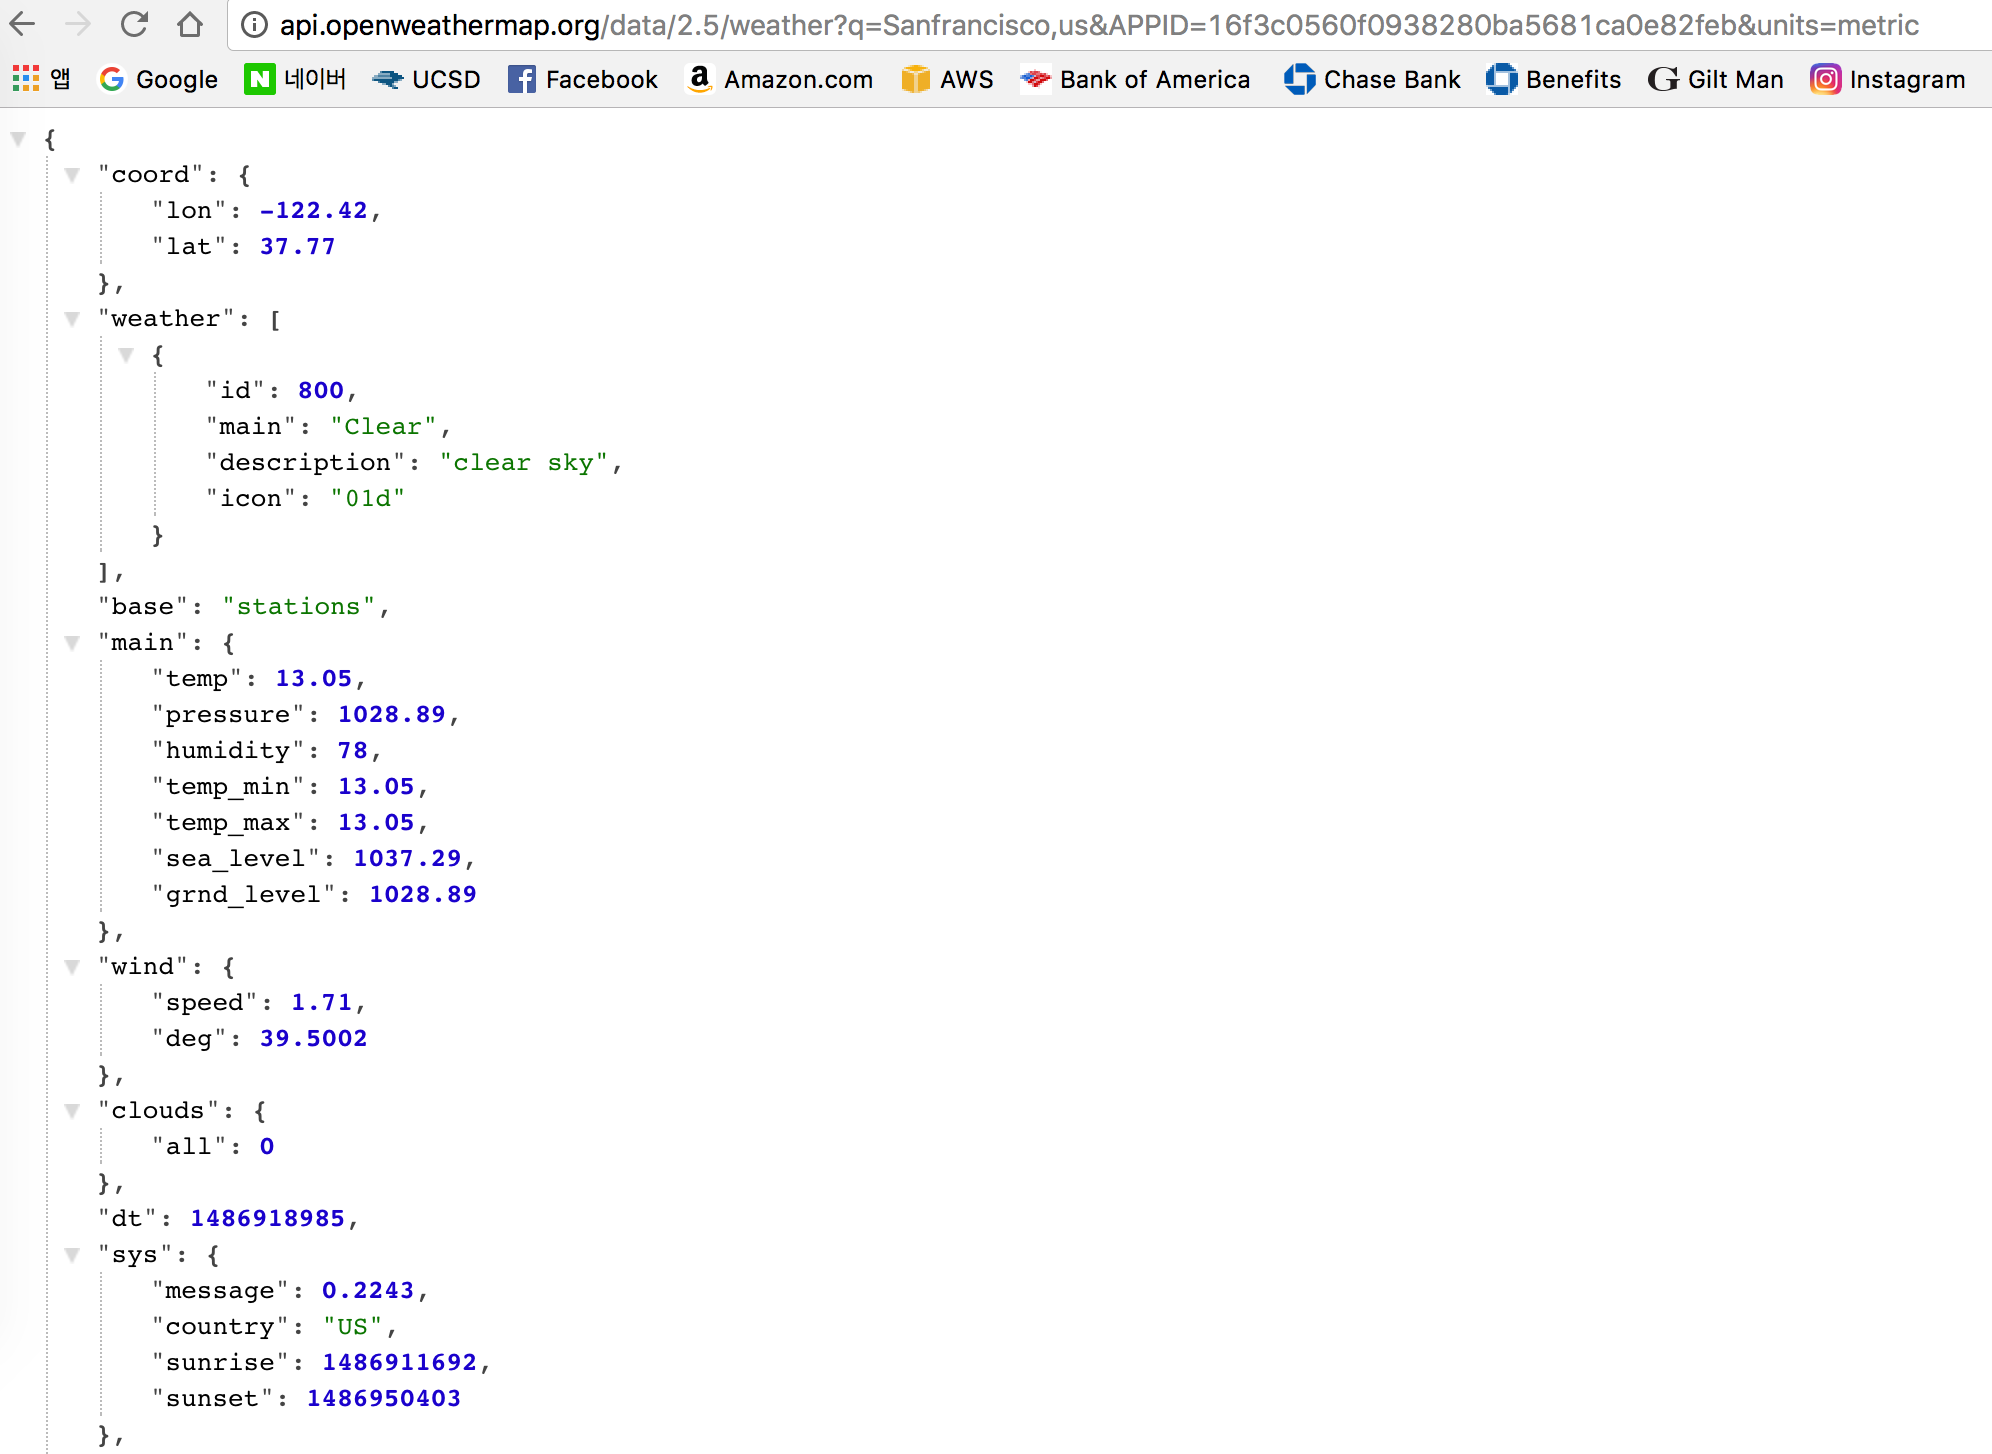 api.openweathermap.org/data/2.5/weather?q=Sanfrancisco,us&APPID=16f3c0560f0938280ba5681ca0e82feb&units=metric
앱 Google 네이버 UCSD Facebook Amazon.com AWS Bank of America Chase Bank Benefits Gilt Man Instagram
{
"coord": {
"lon": -122.42,
"lat": 37.77
},
"weather": [
{
"id": 800,
"main": "Clear",
"description": "clear sky",
"icon": "01d"
}
],
"base": "stations",
"main": {
"temp": 13.05,
"pressure": 1028.89,
"humidity": 78,
"temp_min": 13.05,
"temp_max": 13.05,
"sea_level": 1037.29,
"grnd_level": 1028.89
},
"wind": {
"speed": 1.71,
"deg": 39.5002
},
"clouds": {
"all": 0
},
"dt": 1486918985,
"sys": {
"message": 0.2243,
"country": "US",
"sunrise": 1486911692,
"sunset": 1486950403
},